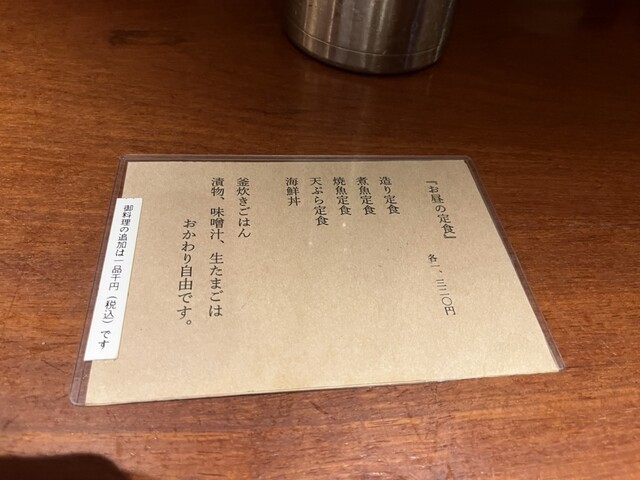 『お昼の定食』 各一、三二〇円
造り定食
煮魚定食
焼魚定食
天ぷら定食
海鮮丼
釜炊きごはん
漬物、味噌汁、生たまごは
おかわり自由です。
御料理の追加は一品千円（税込）です